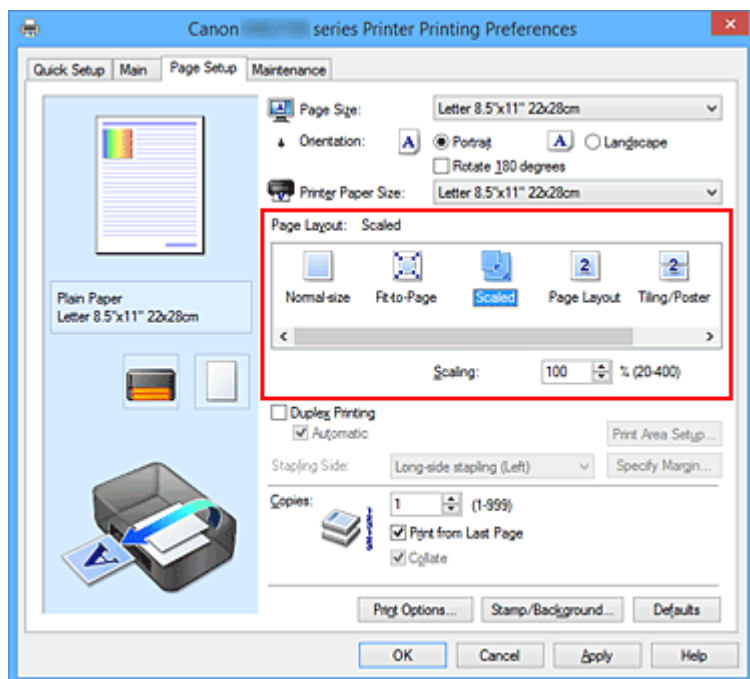 Canon series Printer Printing Preferences
Quick Setup Main Page Setup Maintenance
Page Size: Letter 8.5"x11" 22x28cm
Orientation: A Portrait A Landscape
Rotate 180 degrees
Printer Paper Size: Letter 8.5"x11" 22x28cm
Page Layout: Scaled
Normal-size Fit-to-Page Scaled Page Layout Tiling/Poster
Plain Paper
Letter 8.5"x11" 22x28cm
Scaling: 100 % (20-400)
Duplex Printing
Automatic
Print Area Setup...
Stapling Side: Long-side stapling (Left) Specify Margin...
Copies: 1 (1-999)
Print from Last Page
Collate
Print Options... Stamp/Background... Defaults
OK Cancel Apply Help